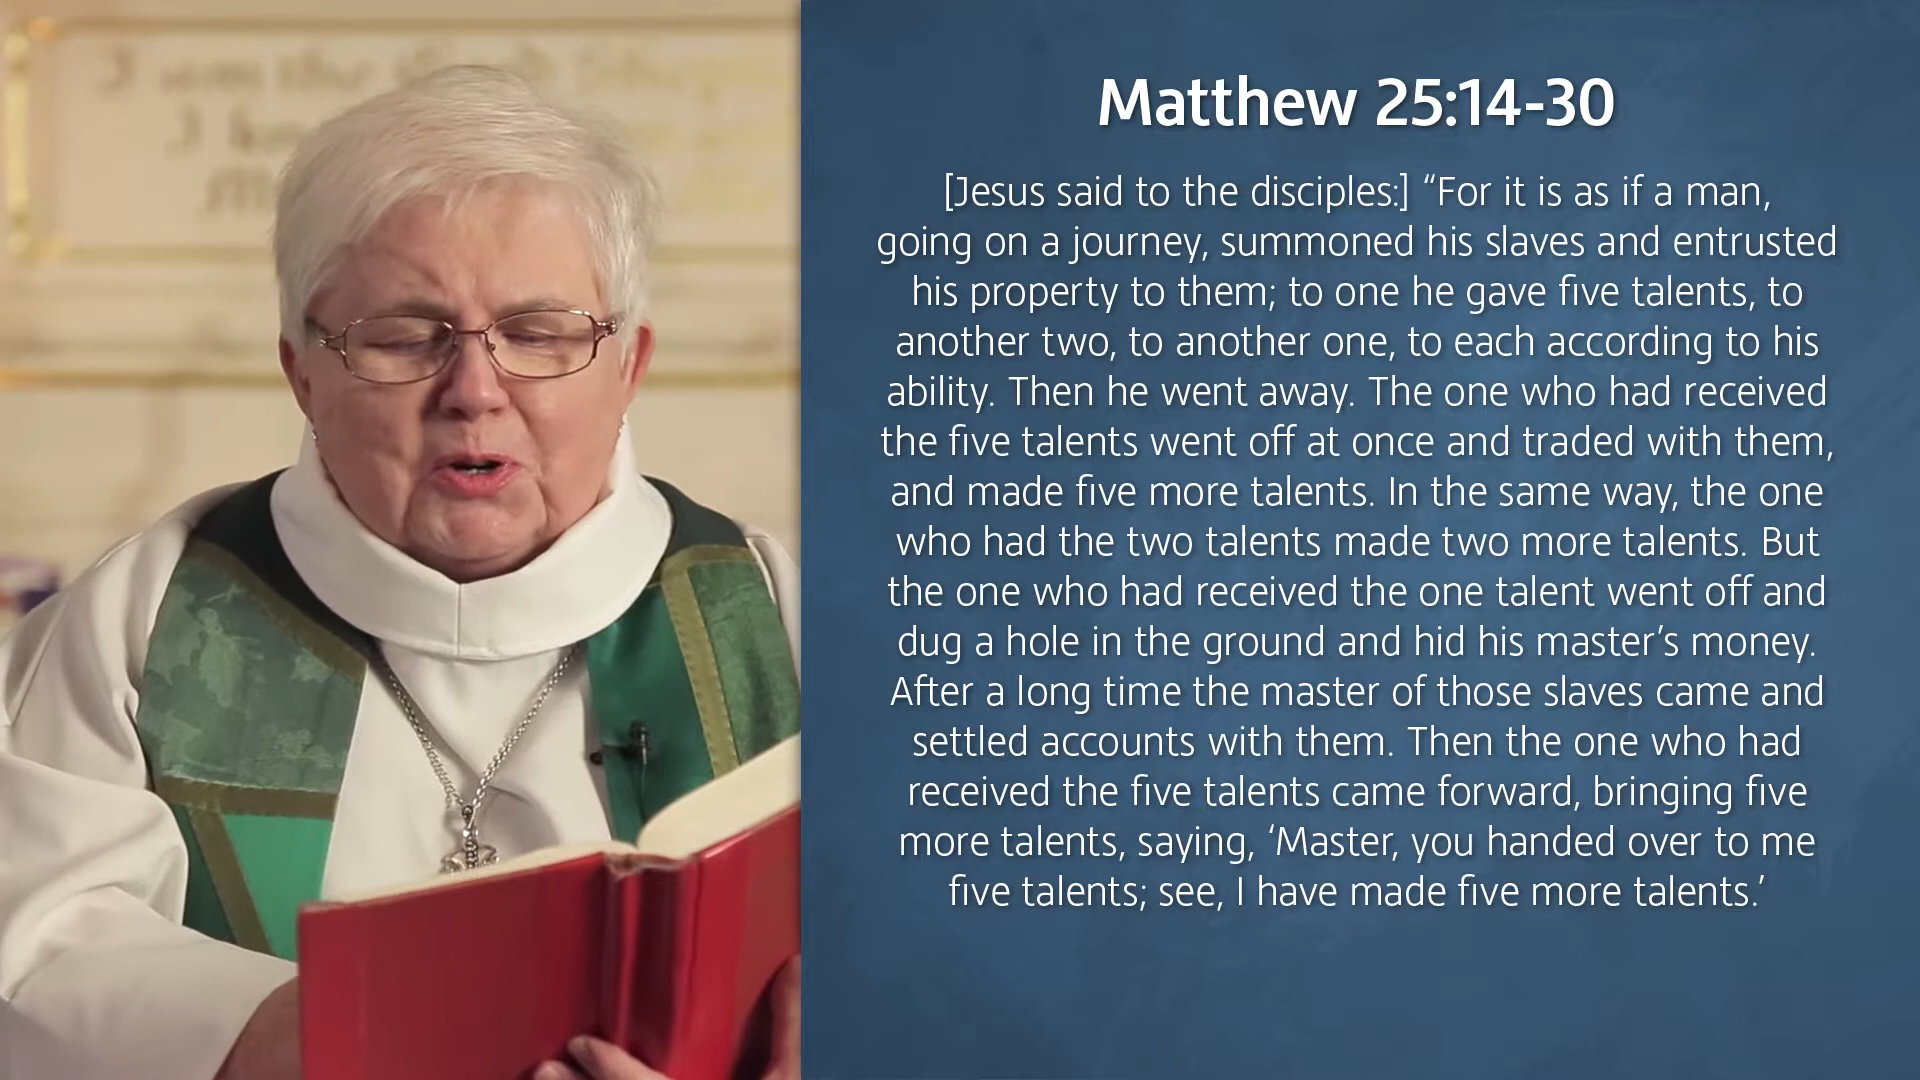 I am the
I
Matthew 25:14-30
[Jesus said to the disciples:] “For it is as if a man,
going on a journey, summoned his slaves and entrusted
his property to them; to one he gave five talents, to
another two, to another one, to each according to his
ability. Then he went away. The one who had received
the five talents went off at once and traded with them,
and made five more talents. In the same way, the one
who had the two talents made two more talents. But
the one who had received the one talent went off and
dug a hole in the ground and hid his master’s money.
After a long time the master of those slaves came and
settled accounts with them. Then the one who had
received the five talents came forward, bringing five
more talents, saying, ‘Master, you handed over to me
five talents; see, I have made five more talents.’